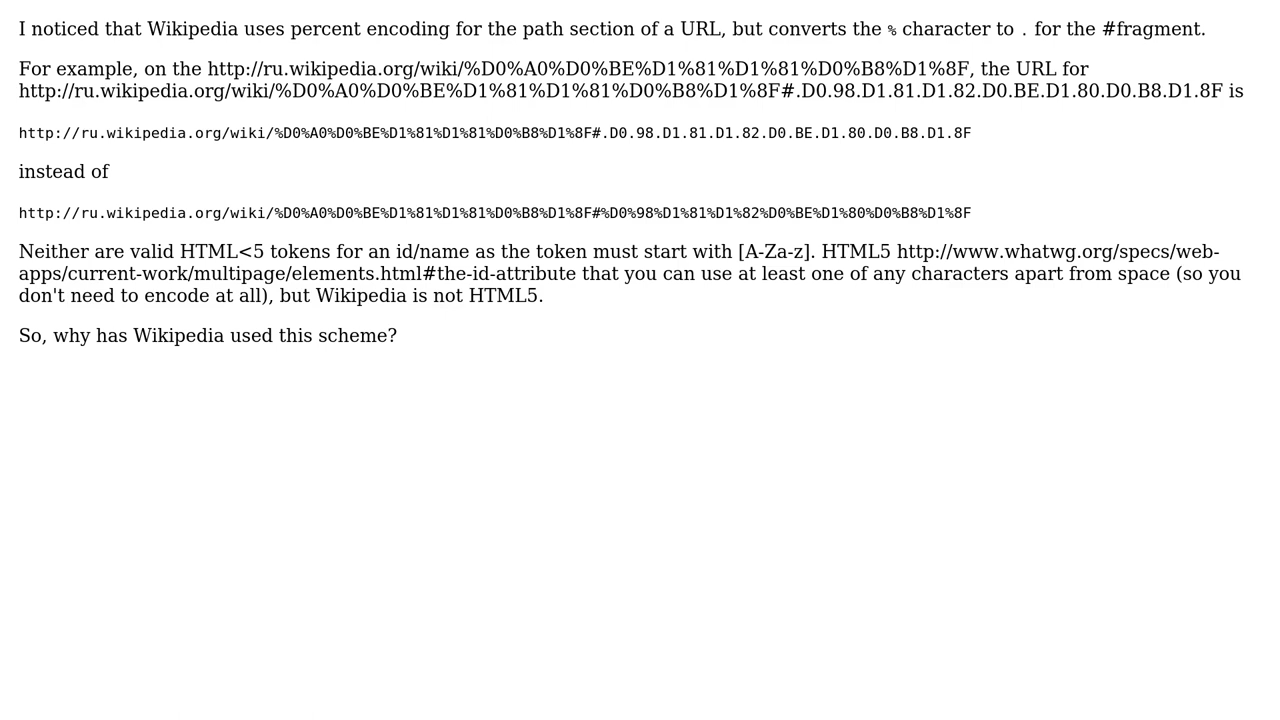 I noticed that Wikipedia uses percent encoding for the path section of a URL, but converts the % character to . for the #fragment.
For example, on the http://ru.wikipedia.org/wiki/%D0%A0%D0%BE%D1%81%D1%81%D0%B8%D1%8F, the URL for
http://ru.wikipedia.org/wiki/%D0%A0%D0%BE%D1%81%D1%81%D0%B8%D1%8F#.D0.98.D1.81.D1.82.D0.BE.D1.80.D0.B8.D1.8F is
http://ru.wikipedia.org/wiki/%D0%A0%D0%BE%D1%81%D1%81%D0%B8%D1%8F#.D0.98.D1.81.D1.82.D0.BE.D1.80.D0.B8.D1.8F
instead of
http://ru.wikipedia.org/wiki/%D0%A0%D0%BE%D1%81%D1%81%D0%B8%D1%8F#%D0%98%D1%81%D1%82%D0%BE%D1%80%D0%B8%D1%8F
Neither are valid HTML<5 tokens for an id/name as the token must start with [A-Za-z]. HTML5 http://www.whatwg.org/specs/web-
apps/current-work/multipage/elements.html#the-id-attribute that you can use at least one of any characters apart from space (so you
don't need to encode at all), but Wikipedia is not HTML5.
So, why has Wikipedia used this scheme?